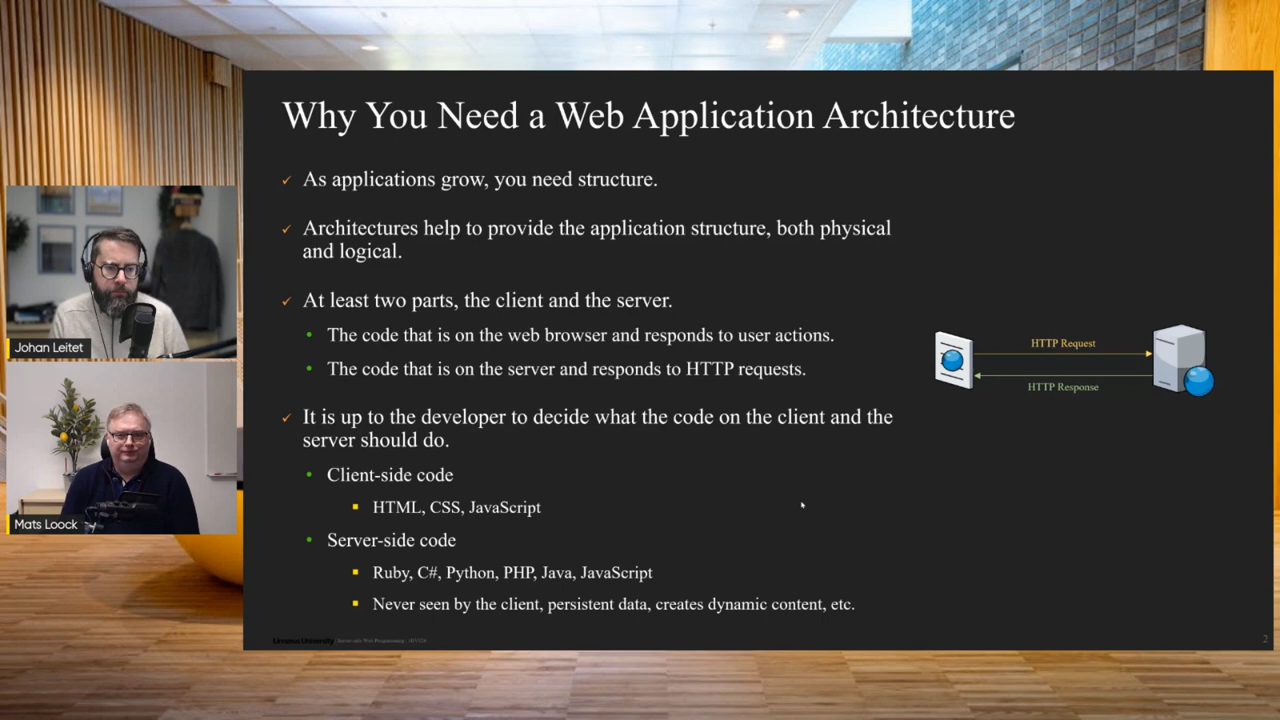 Why You Need a Web Application Architecture
As applications grow, you need structure.
Architectures help to provide the application structure, both physical
and logical.
At least two parts, the client and the server.
The code that is on the web browser and responds to user actions.
The code that is on the server and responds to HTTP requests.
HTTP Request
HTTP Response
It is up to the developer to decide what the code on the client and the
server should do.
Client-side code
HTML, CSS, JavaScript
Server-side code
Ruby, C#, Python, PHP, Java, JavaScript
Never seen by the client, persistent data, creates dynamic content, etc.
Johan Leitet
Mats Loock
Linnaeus University
2